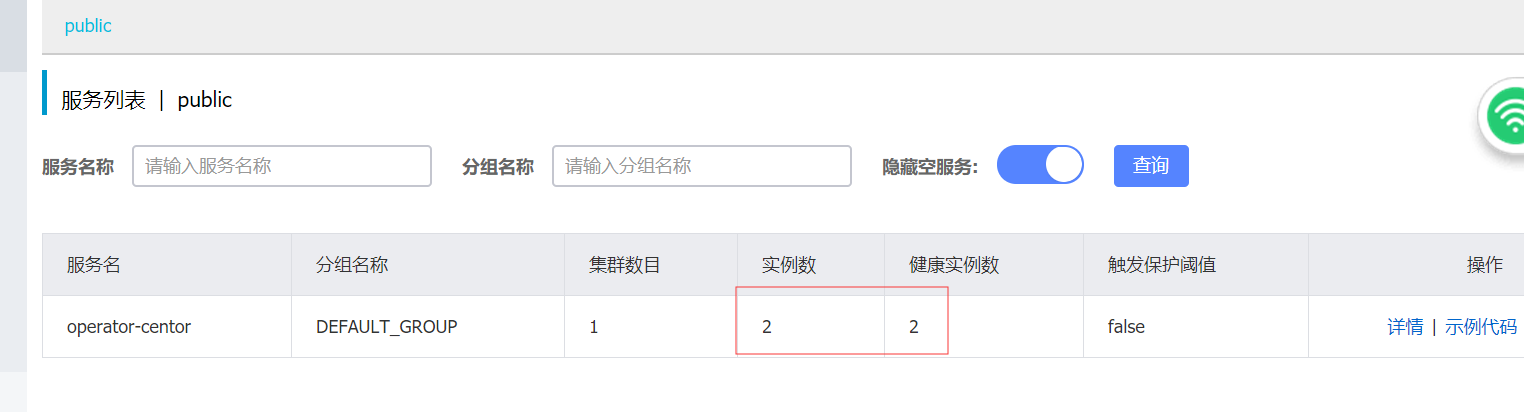 public
服务列表 | public
服务名称 请输入服务名称 分组名称 请输入分组名称 隐藏空服务: 查询
服务名 分组名称 集群数目 实例数 健康实例数 触发保护阈值 操作
operator-centor DEFAULT_GROUP 1 2 2 false 详情 | 示例代码